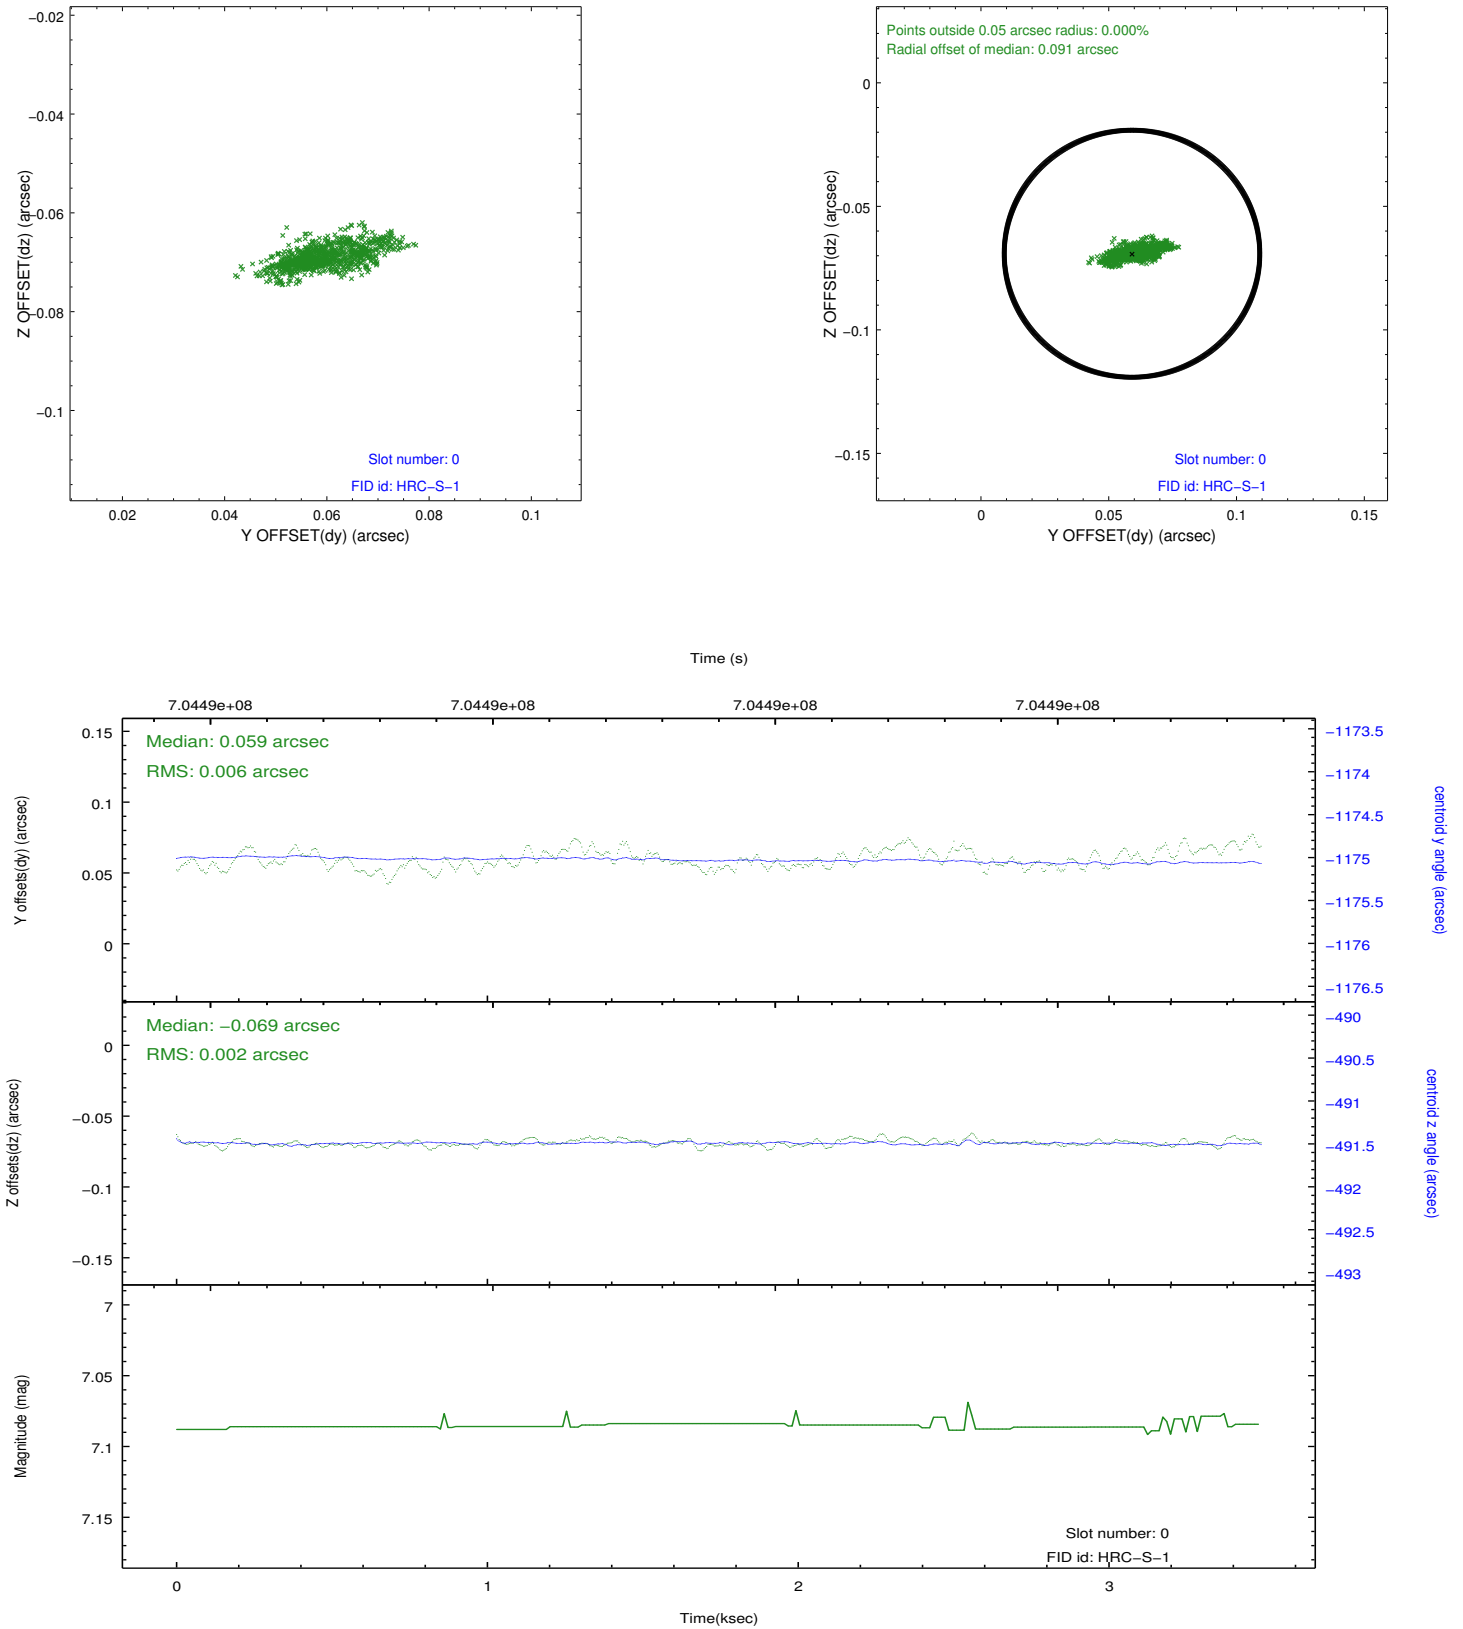 −0.02
−0.04
−0.06
−0.08
−0.1
Z OFFSET(dz) (arcsec)
Slot number: 0
FID id: HRC−S−1
0.02 0.04 0.06 0.08 0.1
Y OFFSET(dy) (arcsec)
Points outside 0.05 arcsec radius: 0.000%
Radial offset of median: 0.091 arcsec
0
−0.05
−0.1
−0.15
Z OFFSET(dz) (arcsec)
Slot number: 0
FID id: HRC−S−1
0 0.05 0.1 0.15
Y OFFSET(dy) (arcsec)
Time (s)
7.0449e+08 7.0449e+08 7.0449e+08 7.0449e+08
Median: 0.059 arcsec
RMS: 0.006 arcsec
0.15
0.1
0.05
0
Y offsets(dy) (arcsec)
−1173.5
−1174
−1174.5
−1175
−1175.5
−1176
−1176.5
centroid y angle (arcsec)
Median: −0.069 arcsec
RMS: 0.002 arcsec
0
−0.05
−0.1
−0.15
Z offsets(dz) (arcsec)
−490
−490.5
−491
−491.5
−492
−492.5
−493
centroid z angle (arcsec)
7
7.05
7.1
7.15
Magnitude (mag)
Slot number: 0
FID id: HRC−S−1
0 1 2 3
Time(ksec)